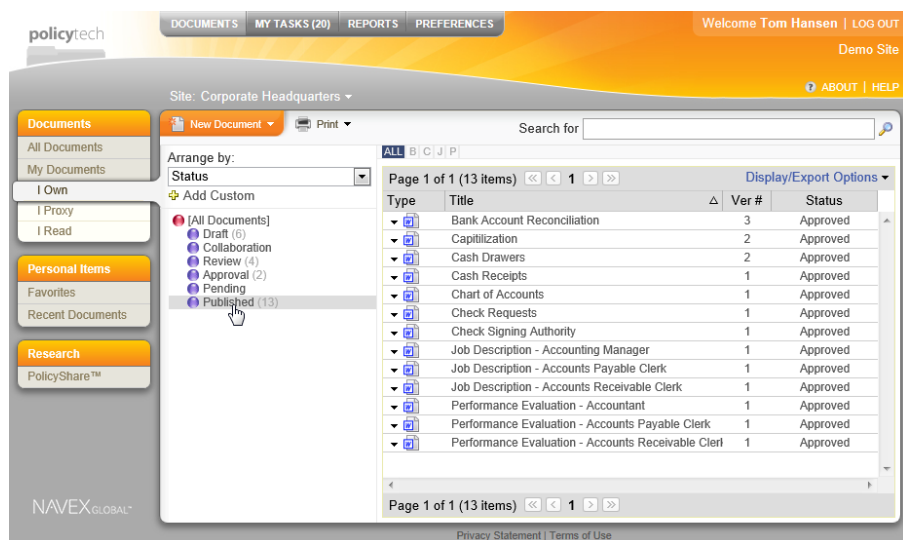 policytech
DOCUMENTS MY TASKS (20) REPORTS PREFERENCES
Welcome Tom Hansen | LOG OUT
Demo Site
ABOUT | HELP
Site: Corporate Headquarters
Documents
All Documents
My Documents
I Own
I Proxy
I Read
Personal Items
Favorites
Recent Documents
Research
PolicyShare™
NAVEX GLOBAL™
New Document Print
Search for
Arrange by:
Status
Add Custom
[All Documents]
Draft (6)
Collaboration
Review (4)
Approval (2)
Pending
Published (13)
ALL B C J P
Page 1 of 1 (13 items) 1 Display/Export Options
Type Title Ver # Status
Bank Account Reconciliation 3 Approved
Capitilization 2 Approved
Cash Drawers 2 Approved
Cash Receipts 1 Approved
Chart of Accounts 1 Approved
Check Requests 1 Approved
Check Signing Authority 1 Approved
Job Description - Accounting Manager 1 Approved
Job Description - Accounts Payable Clerk 1 Approved
Job Description - Accounts Receivable Clerk 1 Approved
Performance Evaluation - Accountant 1 Approved
Performance Evaluation - Accounts Payable Clerk 1 Approved
Performance Evaluation - Accounts Receivable Clerl 1 Approved
Page 1 of 1 (13 items) 1
Privacy Statement | Terms of Use